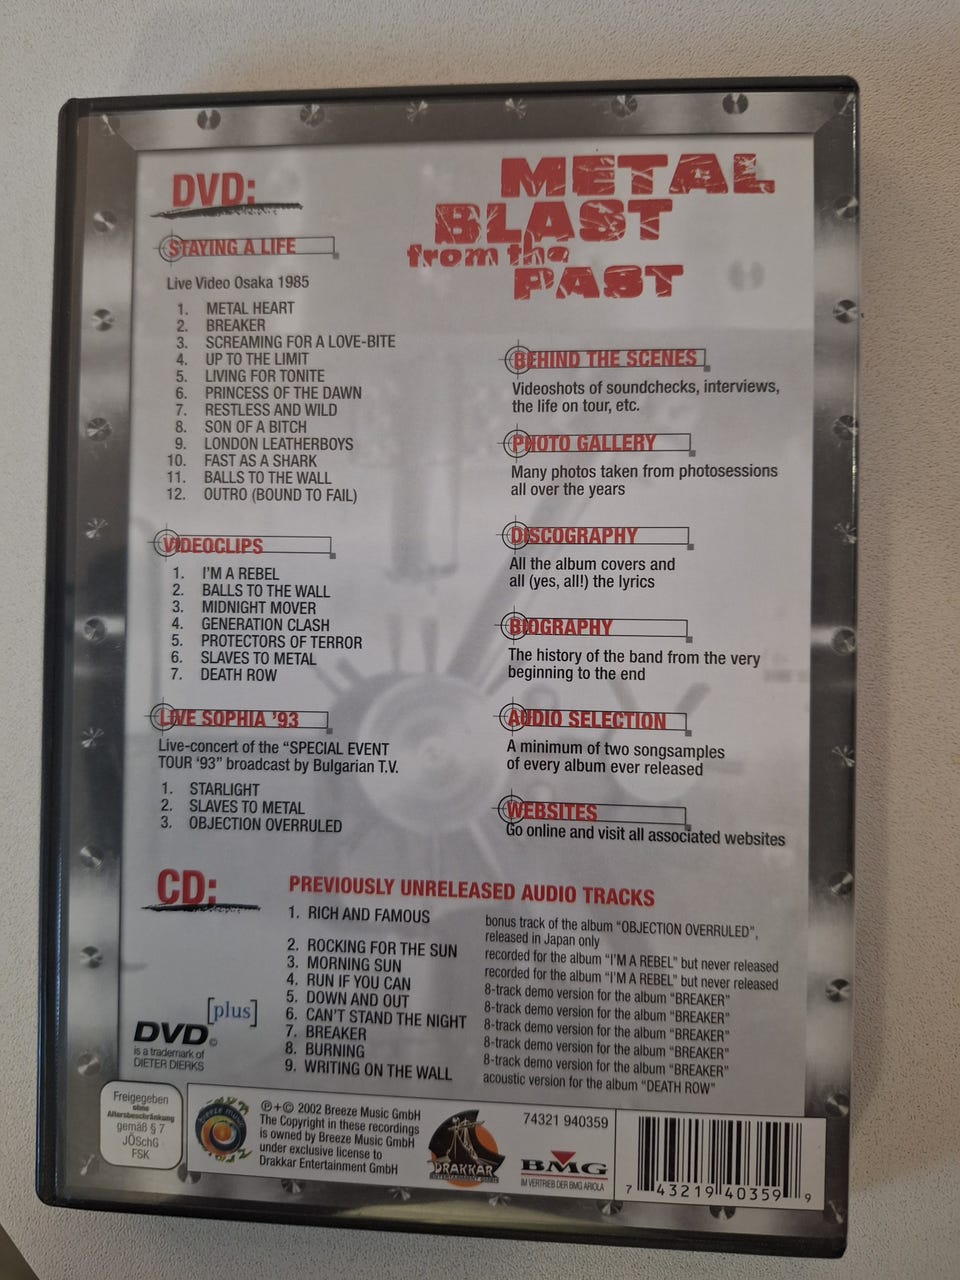 DVD:
STAYING A LIFE
Live Video Osaka 1985
1. METAL HEART
2. BREAKER
3. SCREAMING FOR A LOVE-BITE
4. UP TO THE LIMIT
5. LIVING FOR TONITE
6. PRINCESS OF THE DAWN
7. RESTLESS AND WILD
8. SON OF A BITCH
9. LONDON LEATHERBOYS
10. FAST AS A SHARK
11. BALLS TO THE WALL
12. OUTRO (BOUND TO FAIL)
VIDEOCLIPS
1. I'M A REBEL
2. BALLS TO THE WALL
3. MIDNIGHT MOVER
4. GENERATION CLASH
5. PROTECTORS OF TERROR
6. SLAVES TO METAL
7. DEATH ROW
LIVE SOPHIA '93
Live-concert of the “SPECIAL EVENT
TOUR '93” broadcast by Bulgarian T.V.
1. STARLIGHT
2. SLAVES TO METAL
3. OBJECTION OVERRULED
METAL
BLAST
from the
PAST
BEHIND THE SCENES
Videoshots of soundchecks, interviews,
the life on tour, etc.
PHOTO GALLERY
Many photos taken from photosessions
all over the years
DISCOGRAPHY
All the album covers and
all (yes, all!) the lyrics
BIOGRAPHY
The history of the band from the very
beginning to the end
AUDIO SELECTION
A minimum of two songsamples
of every album ever released
WEBSITES
Go online and visit all associated websites
CD:
PREVIOUSLY UNRELEASED AUDIO TRACKS
1. RICH AND FAMOUS
2. ROCKING FOR THE SUN
3. MORNING SUN
4. RUN IF YOU CAN
5. DOWN AND OUT
6. CAN'T STAND THE NIGHT
7. BREAKER
8. BURNING
9. WRITING ON THE WALL
bonus track of the album “OBJECTION OVERRULED”,
released in Japan only
recorded for the album “I'M A REBEL” but never released
recorded for the album “I'M A REBEL” but never released
8-track demo version for the album “BREAKER”
8-track demo version for the album “BREAKER”
8-track demo version for the album “BREAKER”
8-track demo version for the album “BREAKER”
8-track demo version for the album “BREAKER”
acoustic version for the album “DEATH ROW”
[plus]
DVD©
is a trademark of
DIETER DIERKS
Freigegeben
ohne
Altersbeschränkung
gemäß § 7
JÖSchG
FSK
breeze music
℗+© 2002 Breeze Music GmbH
The Copyright in these recordings
is owned by Breeze Music GmbH
under exclusive license to
Drakkar Entertainment GmbH
DRAKKAR
74321 940359
BMG
IM VERTRIEB DER BMG ARIOLA
7 43219 40359 9